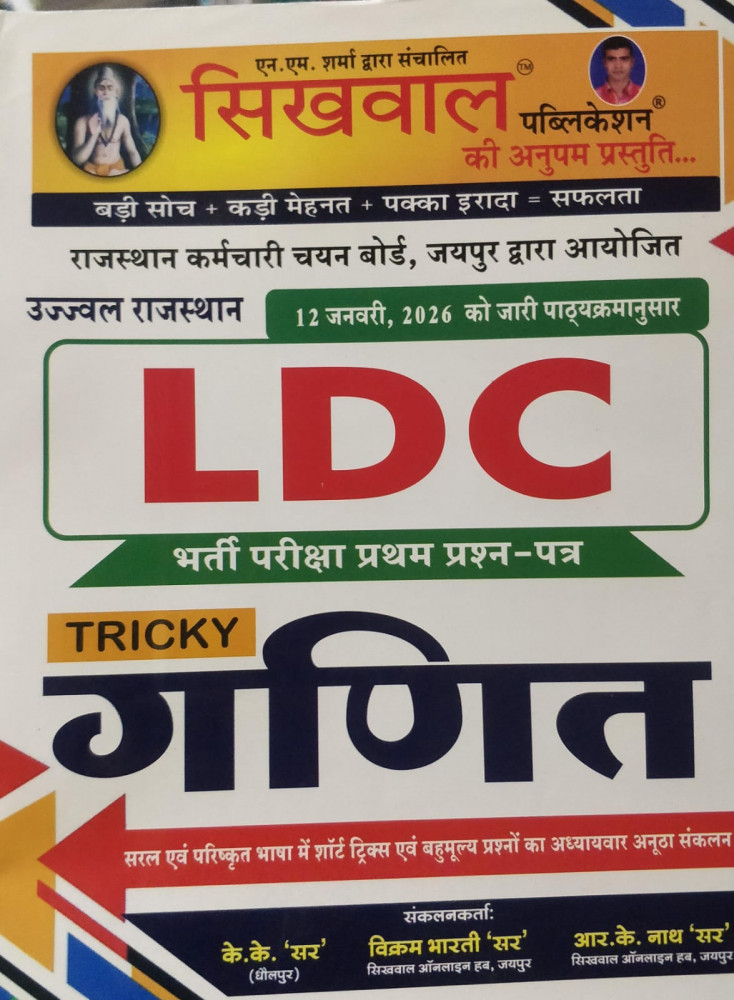 एन.एम. शर्मा द्वारा संचालित
सिखवाल TM
पब्लिकेशन ®
की अनुपम प्रस्तुति...
बड़ी सोच + कड़ी मेहनत + पक्का इरादा = सफलता
राजस्थान कर्मचारी चयन बोर्ड, जयपुर द्वारा आयोजित
उज्ज्वल राजस्थान
12 जनवरी, 2026 को जारी पाठ्यक्रमानुसार
LDC
भर्ती परीक्षा प्रथम प्रश्न-पत्र
TRICKY
गणित
सरल एवं परिष्कृत भाषा में शॉर्ट ट्रिक्स एवं बहुमूल्य प्रश्नों का अध्यायवार अनूठा संकलन
संकलनकर्ता:
के.के. ‘सर’ विक्रम भारती ‘सर’ आर.के. नाथ ‘सर’
(धौलपुर) सिखवाल ऑनलाइन हब, जयपुर सिखवाल ऑनलाइन हब, जयपुर